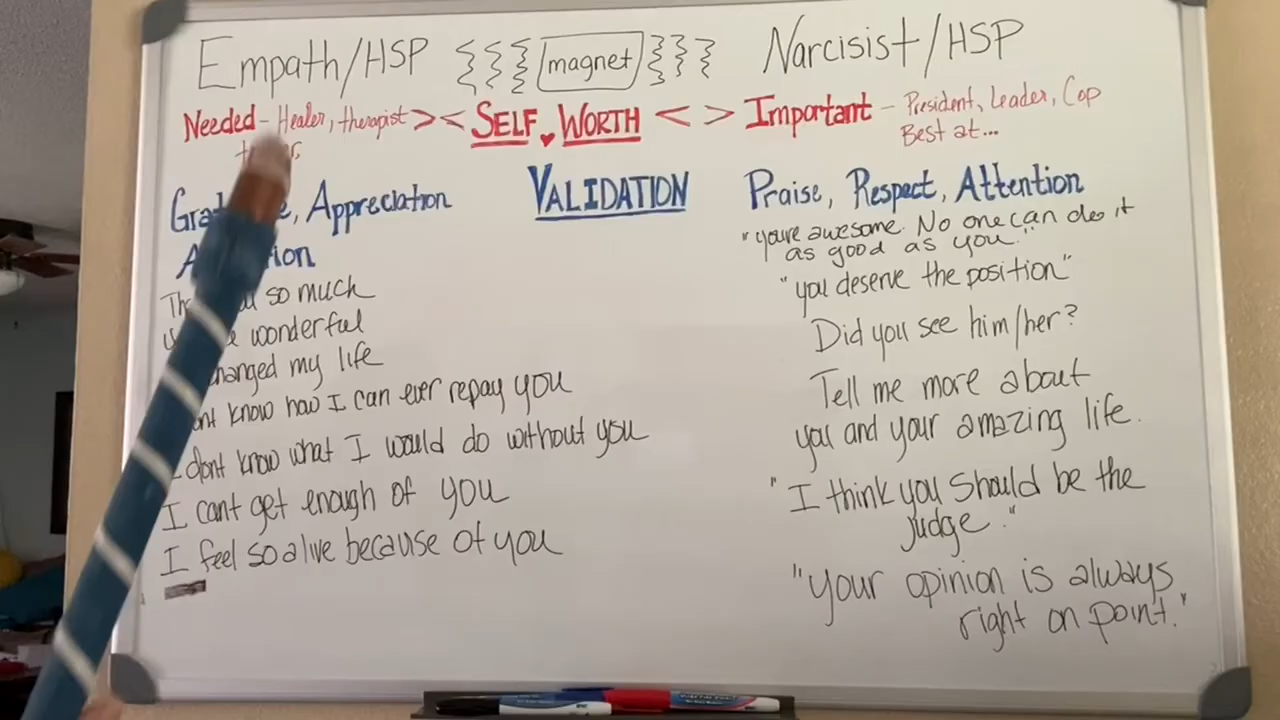 Empath/HSP {{{ magnet }}} Narcisist/HSP
Needed - Healer, therapist > < SELF WORTH < > Important - President, Leader, Cop
Best at...
Appreciation VALIDATION Praise, Respect, Attention
"youre awesome. No one can do it
as good as you."
so much
"you deserve the position"
wonderful
Did you see him/her?
my life
know how I can ever repay you
Tell me more about
you and your amazing life.
dont know what I would do without you
I cant get enough of you
"I think you should be the
judge."
I feel so alive because of you
"Your opinion is always
right on point."